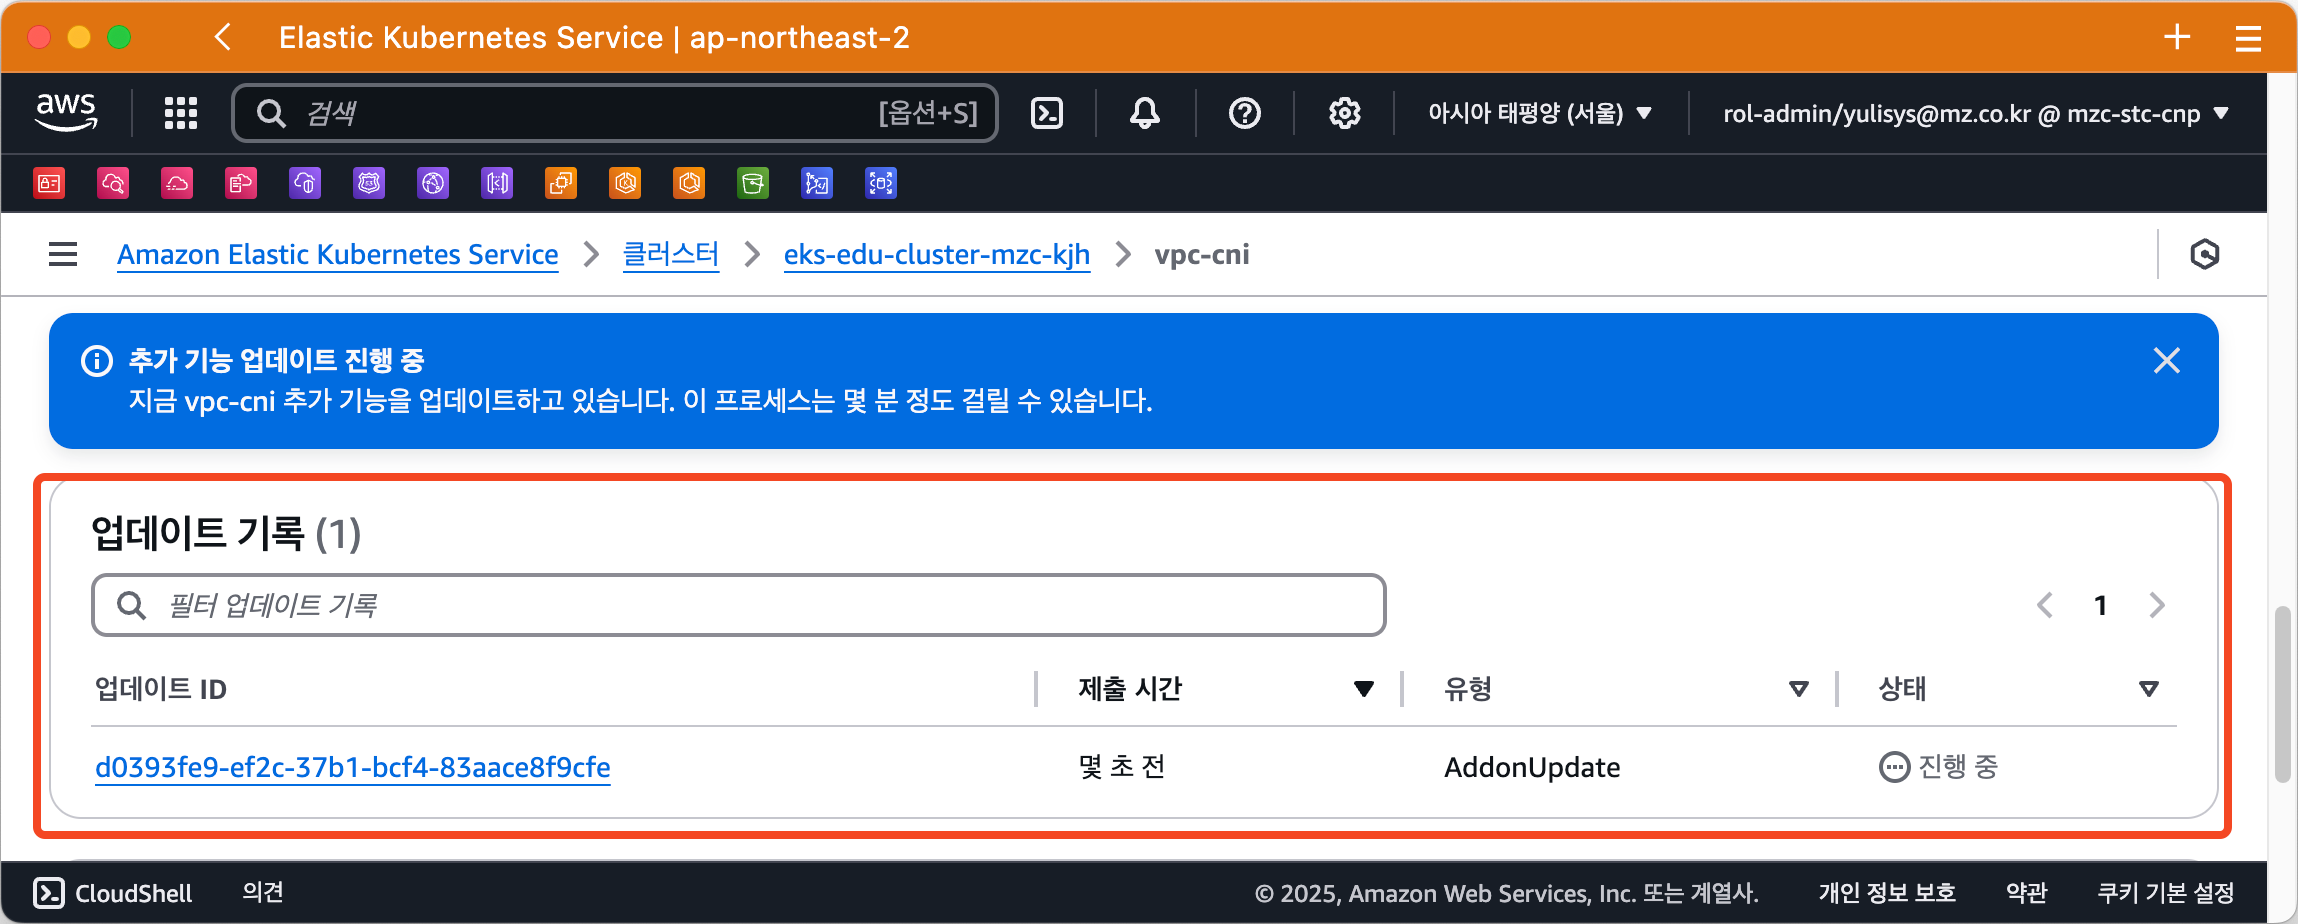 Elastic Kubernetes Service | ap-northeast-2
aws
검색 [옵션+S]
아시아 태평양 (서울)
rol-admin/yulisys@mz.co.kr @ mzc-stc-cnp
Amazon Elastic Kubernetes Service > 클러스터 > eks-edu-cluster-mzc-kjh > vpc-cni
추가 기능 업데이트 진행 중
지금 vpc-cni 추가 기능을 업데이트하고 있습니다. 이 프로세스는 몇 분 정도 걸릴 수 있습니다.
업데이트 기록 (1)
필터 업데이트 기록
1
업데이트 ID 제출 시간 유형 상태
d0393fe9-ef2c-37b1-bcf4-83aace8f9cfe 몇 초 전 AddonUpdate 진행 중
CloudShell 의견 © 2025, Amazon Web Services, Inc. 또는 계열사. 개인 정보 보호 약관 쿠키 기본 설정